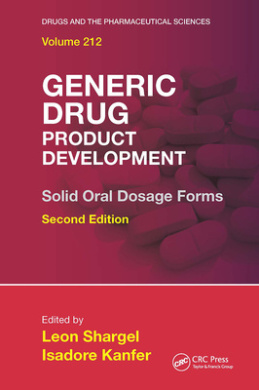 DRUGS AND THE PHARMACEUTICAL SCIENCES
Volume 212
GENERIC
DRUG
PRODUCT
DEVELOPMENT
Solid Oral Dosage Forms
Second Edition
Edited by
Leon Shargel
Isadore Kanfer
CRC
CRC Press
Taylor & Francis Group